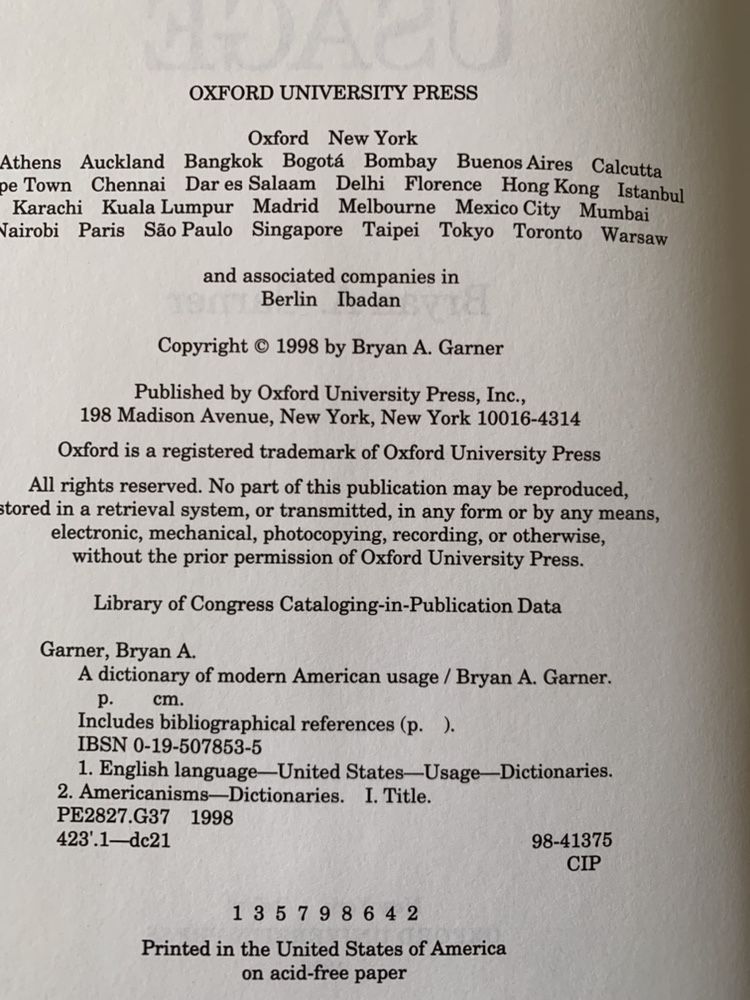 OXFORD UNIVERSITY PRESS
Oxford New York
Athens Auckland Bangkok Bogotá Bombay Buenos Aires Calcutta
pe Town Chennai Dar es Salaam Delhi Florence Hong Kong Istanbul
Karachi Kuala Lumpur Madrid Melbourne Mexico City Mumbai
Nairobi Paris São Paulo Singapore Taipei Tokyo Toronto Warsaw
and associated companies in
Berlin Ibadan
Copyright © 1998 by Bryan A. Garner
Published by Oxford University Press, Inc.,
198 Madison Avenue, New York, New York 10016-4314
Oxford is a registered trademark of Oxford University Press
All rights reserved. No part of this publication may be reproduced,
stored in a retrieval system, or transmitted, in any form or by any means,
electronic, mechanical, photocopying, recording, or otherwise,
without the prior permission of Oxford University Press.
Library of Congress Cataloging-in-Publication Data
Garner, Bryan A.
A dictionary of modern American usage / Bryan A. Garner.
p. cm.
Includes bibliographical references (p. ).
IBSN 0-19-507853-5
1. English language—United States—Usage—Dictionaries.
2. Americanisms—Dictionaries. I. Title.
PE2827.G37 1998
423'.1—dc21 98-41375
CIP
1 3 5 7 9 8 6 4 2
Printed in the United States of America
on acid-free paper